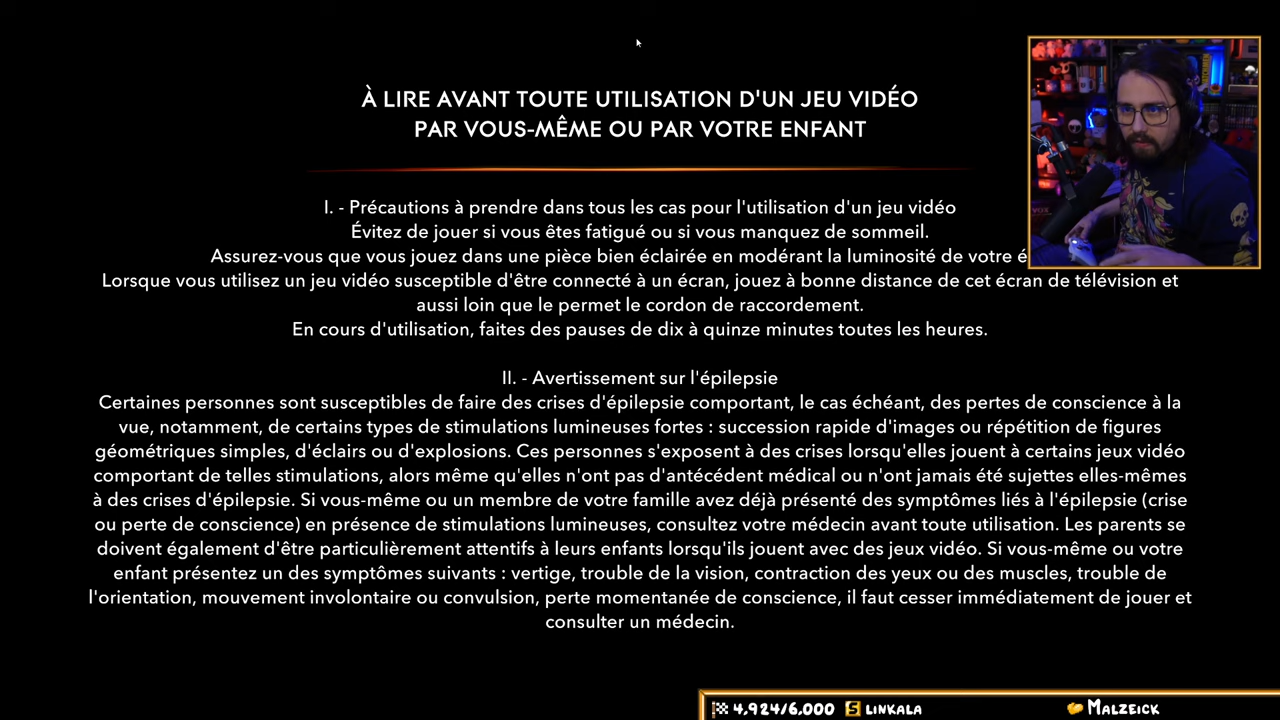 À LIRE AVANT TOUTE UTILISATION D'UN JEU VIDÉO
PAR VOUS-MÊME OU PAR VOTRE ENFANT
I. - Précautions à prendre dans tous les cas pour l'utilisation d'un jeu vidéo
Évitez de jouer si vous êtes fatigué ou si vous manquez de sommeil.
Assurez-vous que vous jouez dans une pièce bien éclairée en modérant la luminosité de votre
Lorsque vous utilisez un jeu vidéo susceptible d'être connecté à un écran, jouez à bonne distance de cet écran de télévision et
aussi loin que le permet le cordon de raccordement.
En cours d'utilisation, faites des pauses de dix à quinze minutes toutes les heures.
II. - Avertissement sur l'épilepsie
Certaines personnes sont susceptibles de faire des crises d'épilepsie comportant, le cas échéant, des pertes de conscience à la
vue, notamment, de certains types de stimulations lumineuses fortes : succession rapide d'images ou répétition de figures
géométriques simples, d'éclairs ou d'explosions. Ces personnes s'exposent à des crises lorsqu'elles jouent à certains jeux vidéo
comportant de telles stimulations, alors même qu'elles n'ont pas d'antécédent médical ou n'ont jamais été sujettes elles-mêmes
à des crises d'épilepsie. Si vous-même ou un membre de votre famille avez déjà présenté des symptômes liés à l'épilepsie (crise
ou perte de conscience) en présence de stimulations lumineuses, consultez votre médecin avant toute utilisation. Les parents se
doivent également d'être particulièrement attentifs à leurs enfants lorsqu'ils jouent avec des jeux vidéo. Si vous-même ou votre
enfant présentez un des symptômes suivants : vertige, trouble de la vision, contraction des yeux ou des muscles, trouble de
l'orientation, mouvement involontaire ou convulsion, perte momentanée de conscience, il faut cesser immédiatement de jouer et
consulter un médecin.
4,924/6,000 S LINKALA MALZEICK